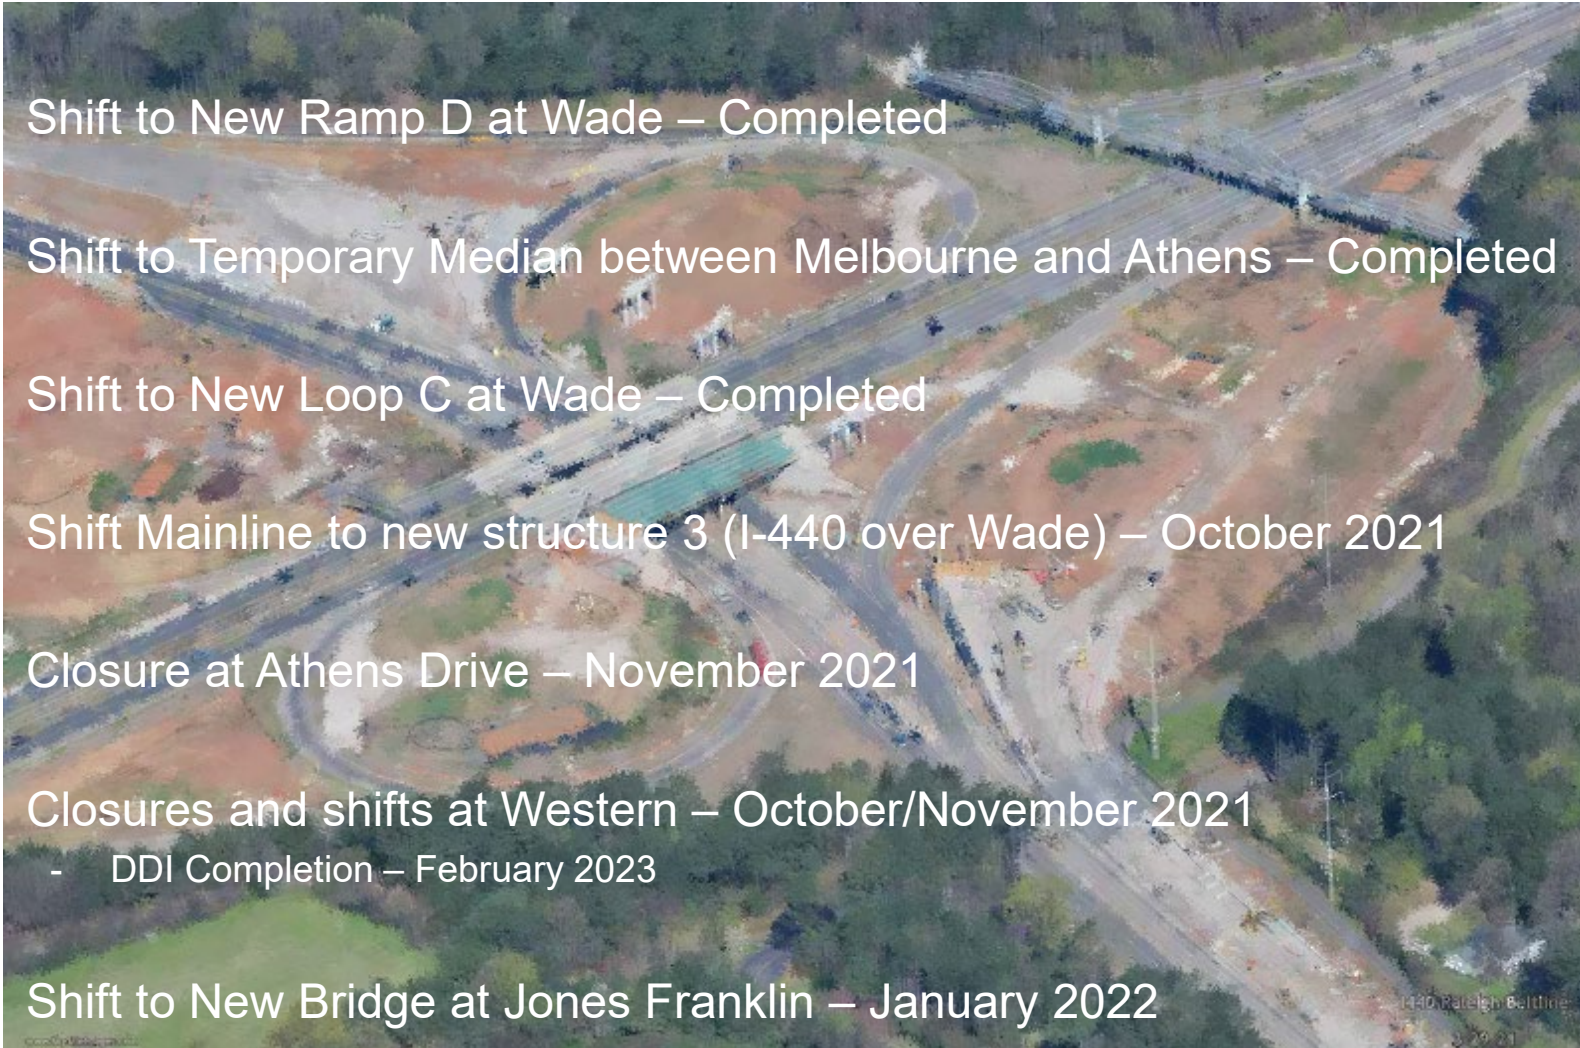 Shift to New Ramp D at Wade – Completed
Shift to Temporary Median between Melbourne and Athens – Completed
Shift to New Loop C at Wade – Completed
Shift Mainline to new structure 3 (I-440 over Wade) – October 2021
Closure at Athens Drive – November 2021
Closures and shifts at Western – October/November 2021
- DDI Completion – February 2023
Shift to New Bridge at Jones Franklin – January 2022
I440 Raleigh Beltline